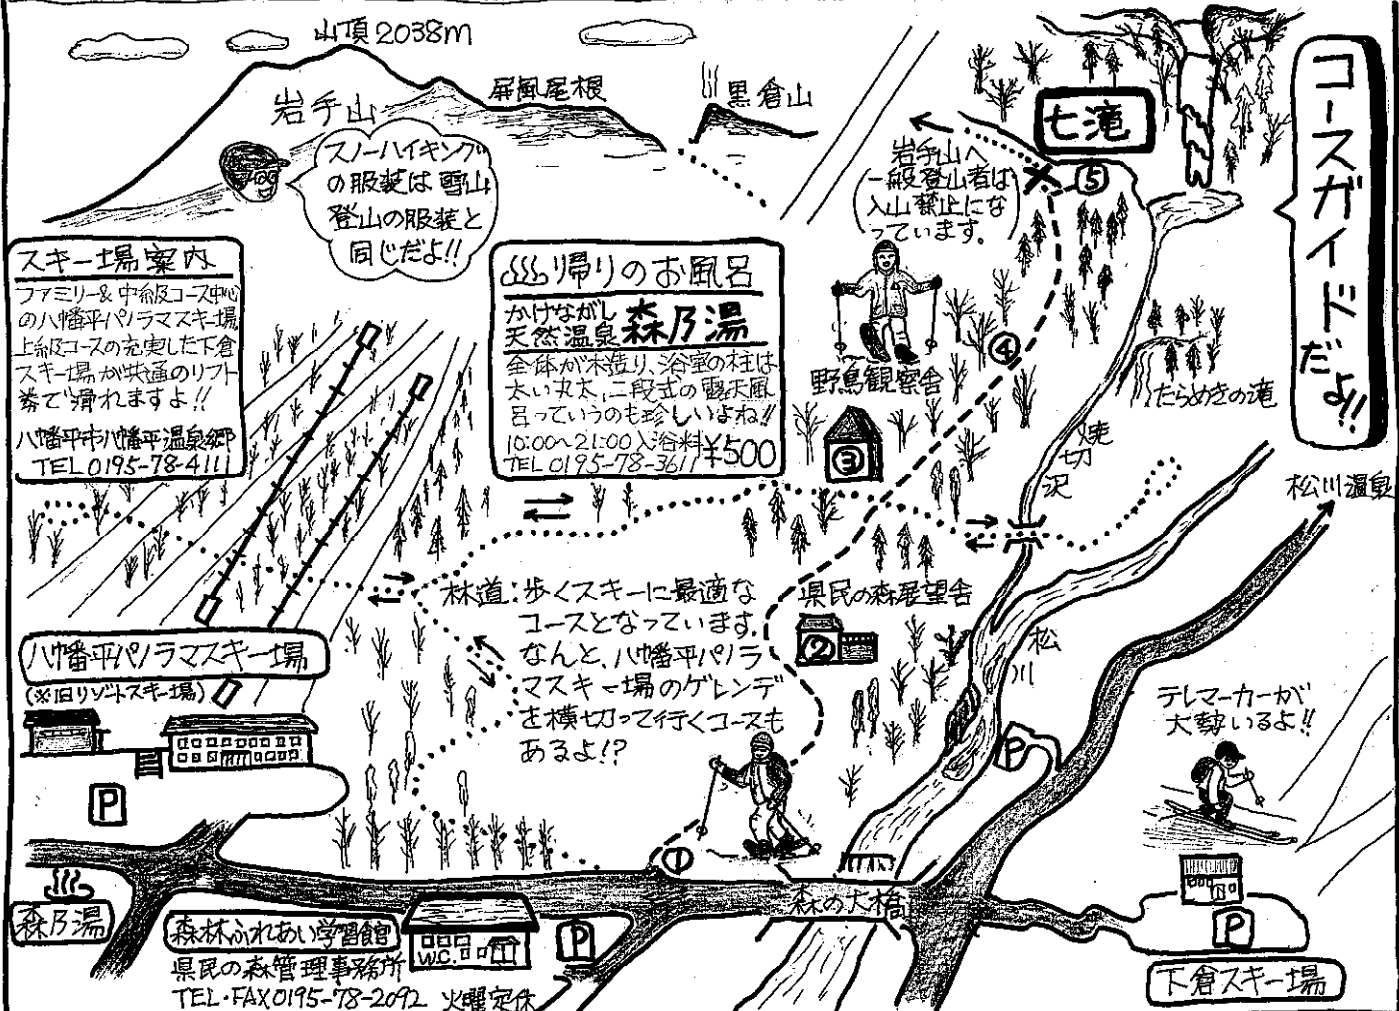 山頂2038m
岩手山
屏風尾根
黒倉山
スノーハイキング
の服装は雪山
登山の服装と
同じだよ!!
七滝
岩手山へ
一般登山者は
入山禁止にな
っています。
⑤
コースガイドだよ!!
スキー場案内
ファミリー&中級コース中心
の八幡平パノラマスキー場
上級コースの充実した下倉
スキー場が共通のリフト
券で滑れますよ!!
八幡平市八幡平温泉郷
TEL 0195-78-4111
帰りのお風呂
かけながし
天然温泉 森乃湯
全体が木造り、浴室の柱は
太い丸太、二段式の露天風
呂っていうのも珍しいよね!!
10:00~21:00 入浴料¥500
TEL 0195-78-3611
④
野鳥観察舎
③
たらめきの滝
焼切沢
松川温泉
林道:歩くスキーに最適な
コースとなっています。
なんと、八幡平パノラ
マスキー場のゲレンデ
を横切って行くコースも
あるよ!?
県民の森展望舎
②
松川
八幡平パノラマスキー場
(※旧リゾートスキー場)
P
P
テレマーカーが
大勢いるよ!!
①
森の大橋
森乃湯
森林ふれあい学習館
県民の森管理事務所
TEL・FAX0195-78-2092 火曜定休
W.C.
P
P
下倉スキー場